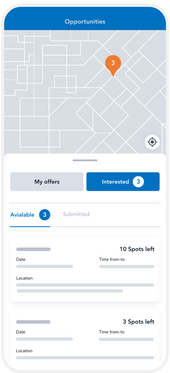 Opportunities
3
My offers
Interested 3
Avialable 3 Submitted
10 Spots left
Date Time from to
Location
3 Spots left
Date Time from to
Location